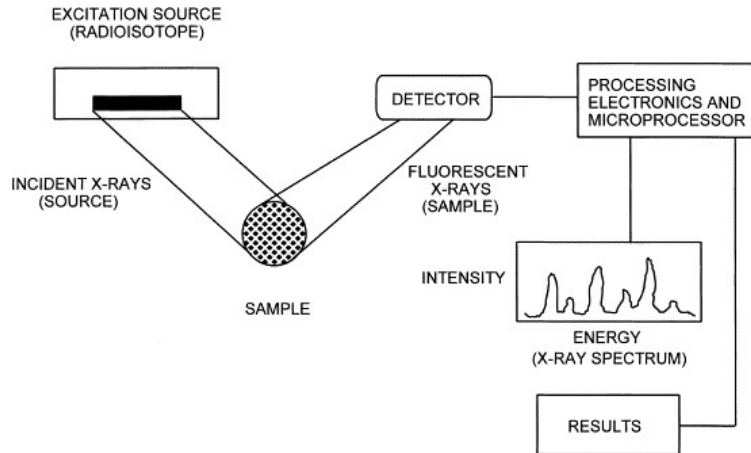 EXCITATION SOURCE
(RADIOISOTOPE)
DETECTOR
PROCESSING
ELECTRONICS AND
MICROPROCESSOR
INCIDENT X-RAYS
(SOURCE)
FLUORESCENT
X-RAYS
(SAMPLE)
SAMPLE
INTENSITY
ENERGY
(X-RAY SPECTRUM)
RESULTS